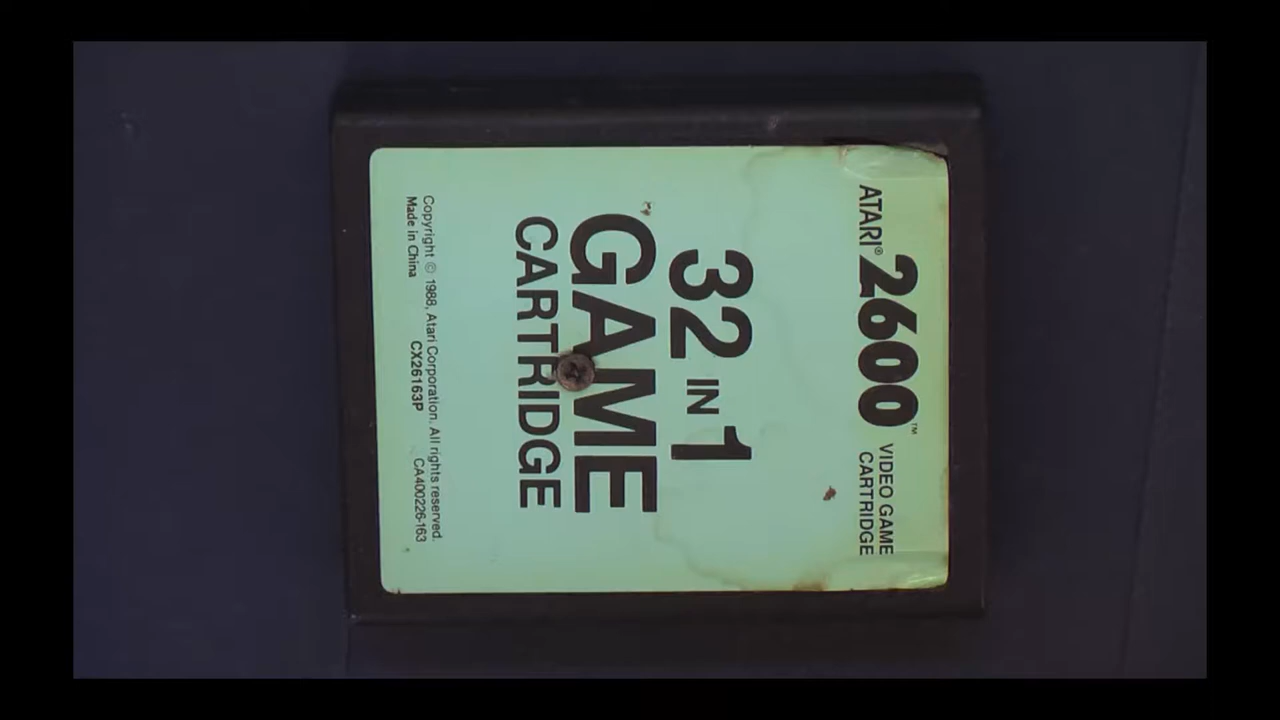 ATARI® 2600™ VIDEO GAME
CARTRIDGE
32 IN 1
GAME
CARTRIDGE
Copyright © 1988, Atari Corporation. All rights reserved.
Made in China CX26163P CA400226-163